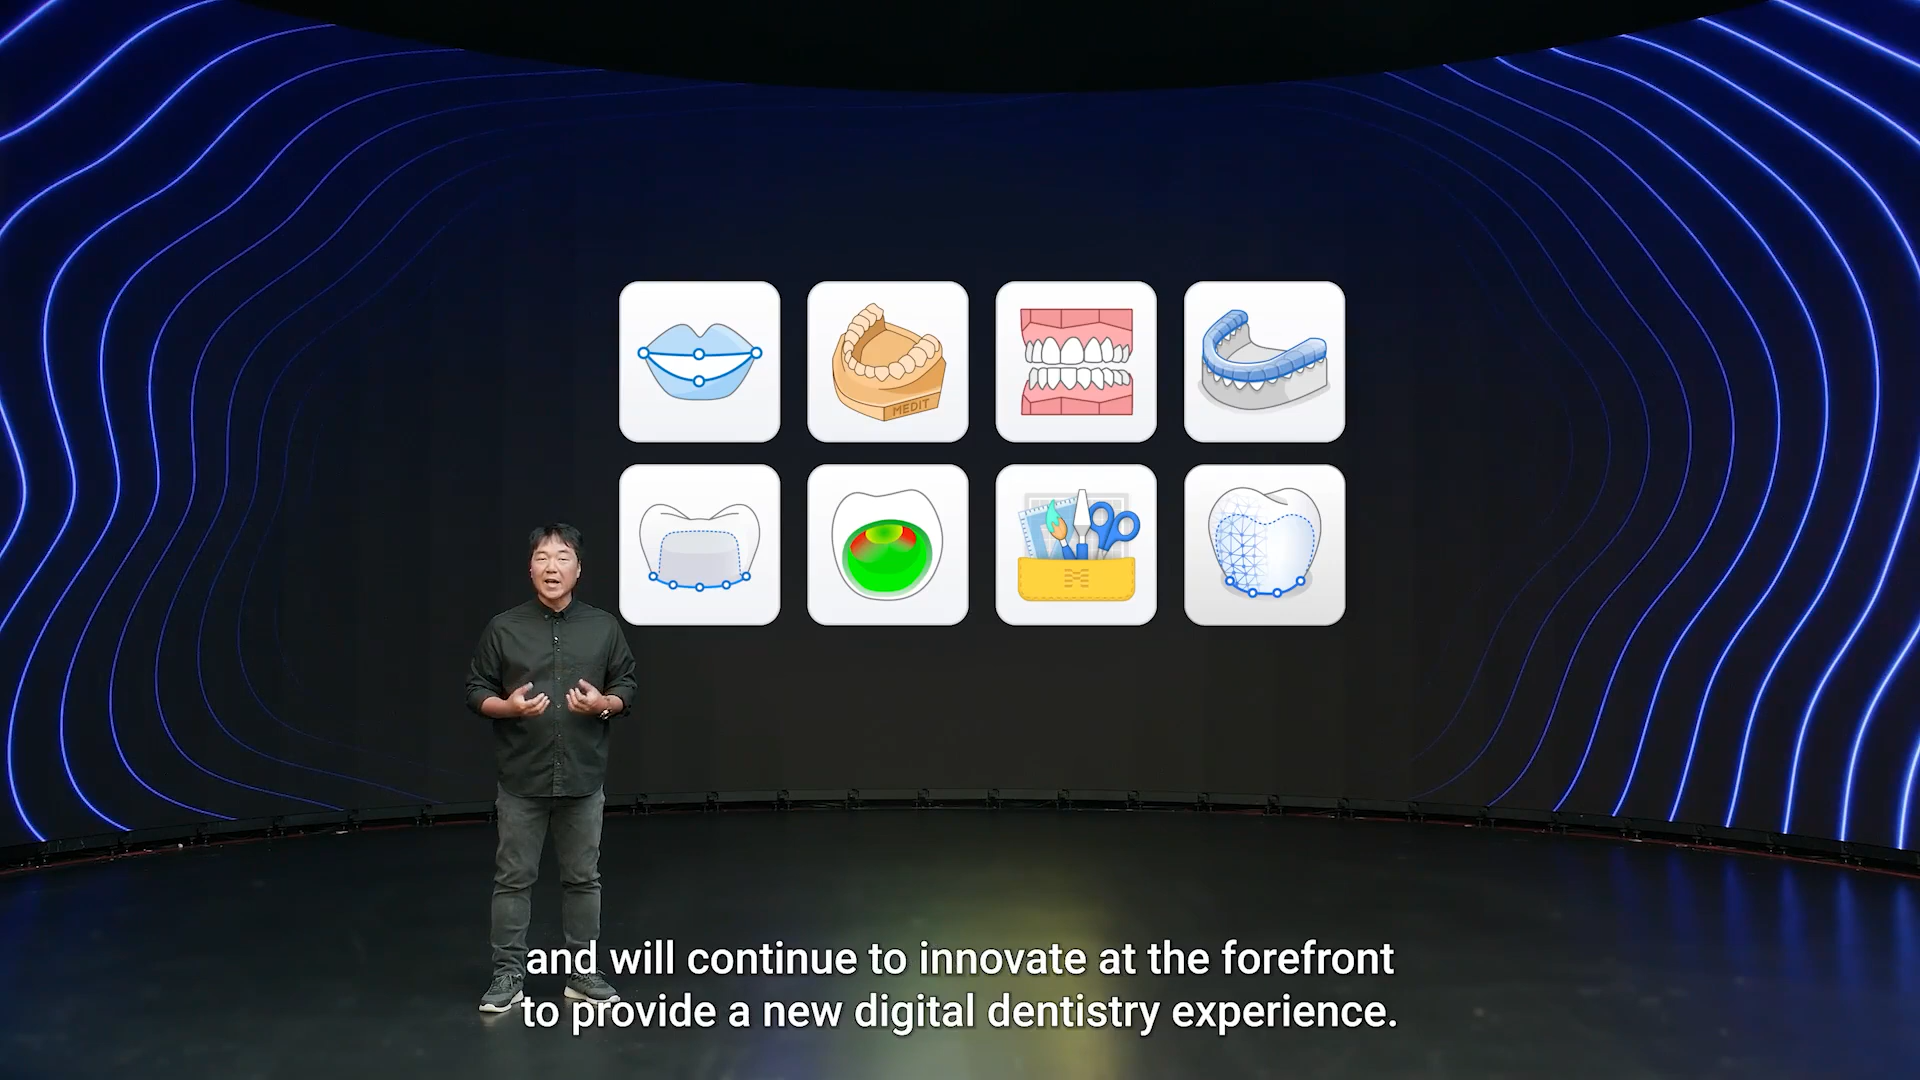 MEDIT
and will continue to innovate at the forefront
to provide a new digital dentistry experience.